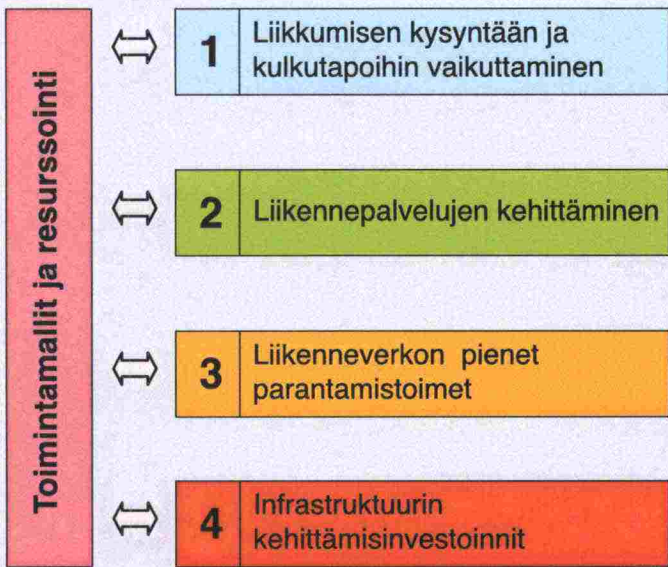 Toimintamallit ja resurssointi
1
Liikkumisen kysyntään ja
kulkutapoihin vaikuttaminen
2
Liikennepalvelujen kehittäminen
3
Liikenneverkon pienet
parantamistoimet
4
Infrastruktuurin
kehittämisinvestoinnit